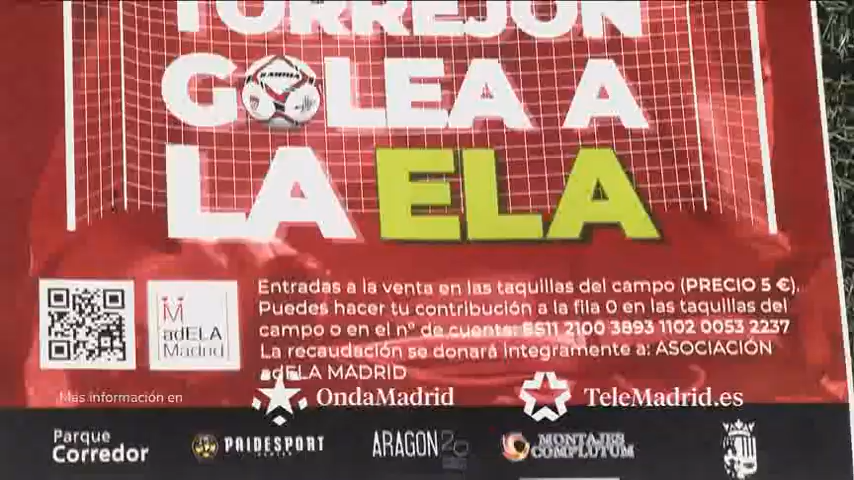 TORREJÓN
GOLEA A
LA ELA
Entradas a la venta en las taquillas del campo (PRECIO 5 €).
Puedes hacer tu contribución a la fila 0 en las taquillas del
campo o en el nº de cuenta: ES11 2100 3893 1102 0053 2237
La recaudación se donará íntegramente a: ASOCIACIÓN
adELA MADRID
adELA
Madrid
Más información en
OndaMadrid
TeleMadrid.es
Parque
Corredor
PRIDESPORT
ARAGON
MONTAJES
COMPLUTUM